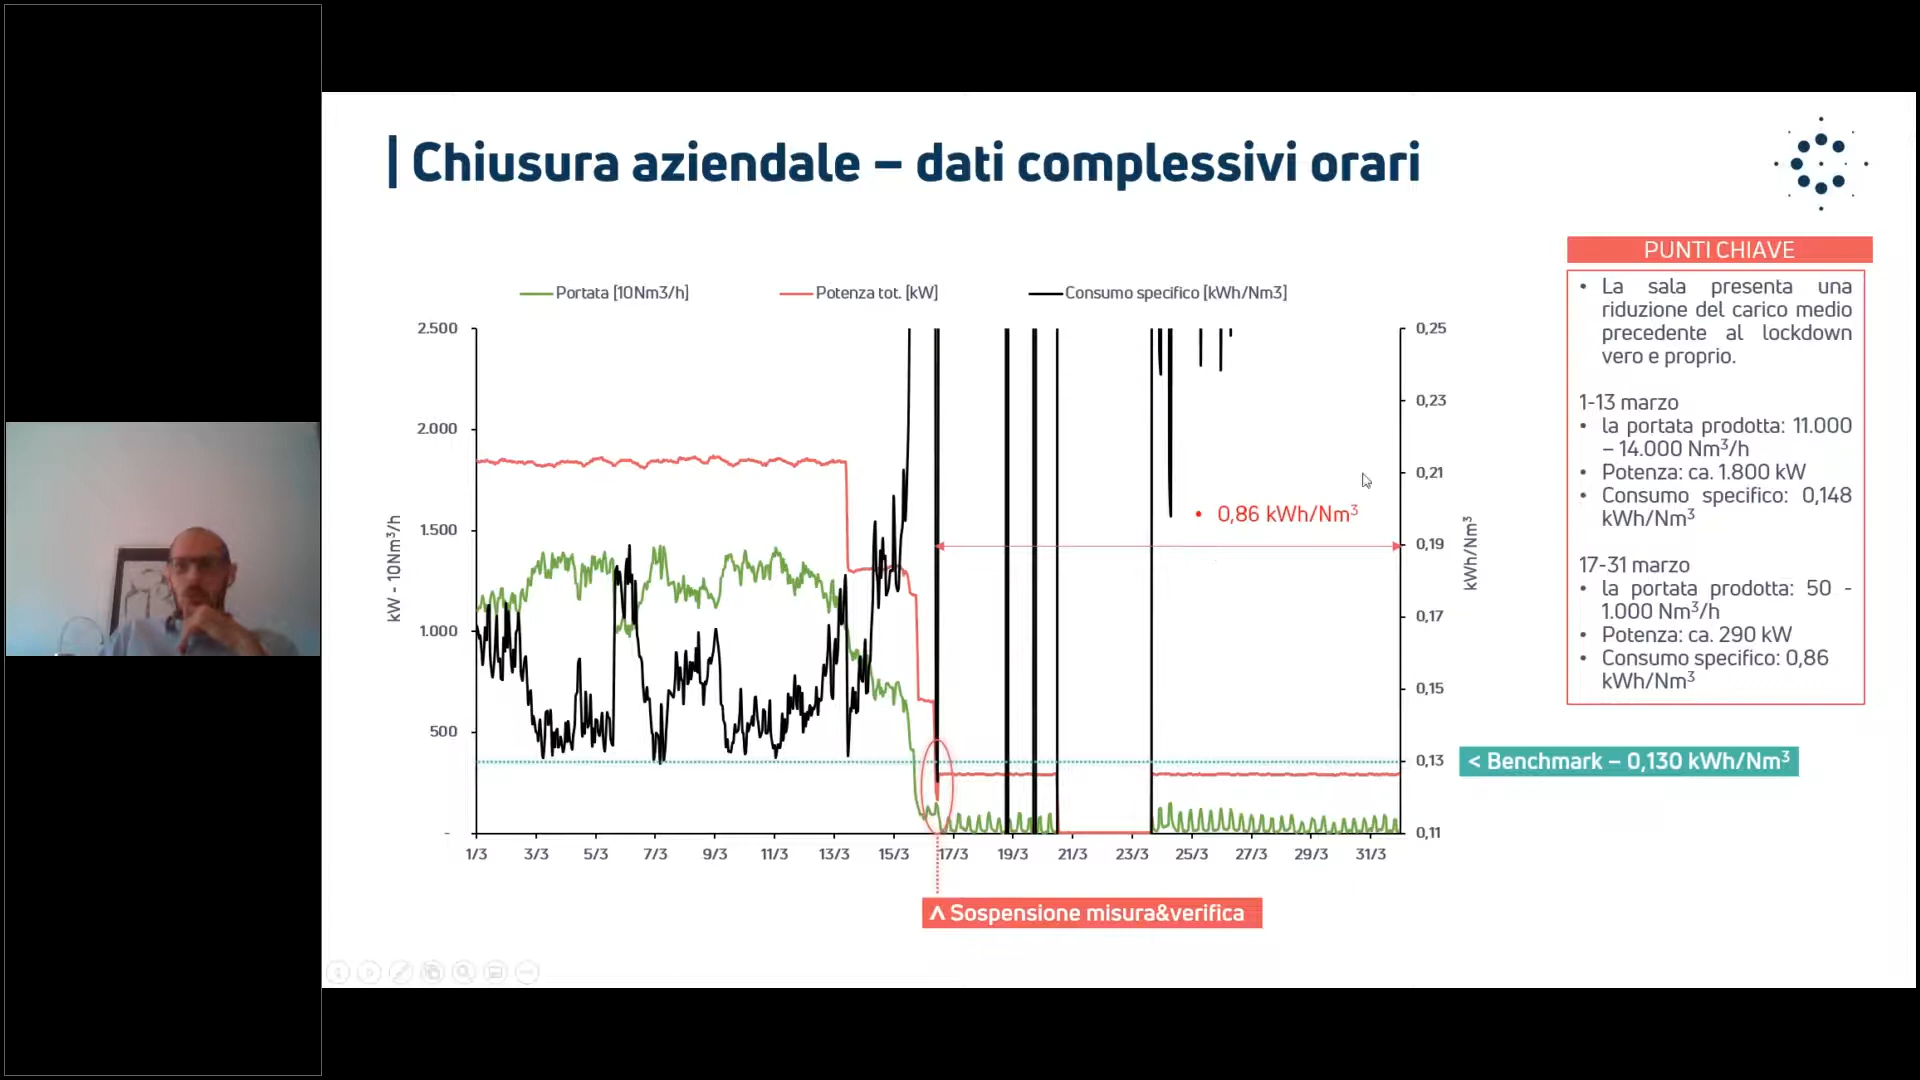 Chiusura aziendale – dati complessivi orari
Portata [10Nm3/h]
Potenza tot. [kW]
Consumo specifico [kWh/Nm3]
2.500
2.000
1.500
1.000
500
-
kW - 10Nm³/h
0,25
0,23
0,21
0,19
0,17
0,15
0,13
0,11
kWh/Nm³
1/3
3/3
5/3
7/3
9/3
11/3
13/3
15/3
17/3
19/3
21/3
23/3
25/3
27/3
29/3
31/3
• 0,86 kWh/Nm³
PUNTI CHIAVE
• La sala presenta una
riduzione del carico medio
precedente al lockdown
vero e proprio.
1-13 marzo
• la portata prodotta: 11.000
– 14.000 Nm³/h
• Potenza: ca. 1.800 kW
• Consumo specifico: 0,148
kWh/Nm³
17-31 marzo
• la portata prodotta: 50 -
1.000 Nm³/h
• Potenza: ca. 290 kW
• Consumo specifico: 0,86
kWh/Nm³
< Benchmark – 0,130 kWh/Nm³
^ Sospensione misura&verifica